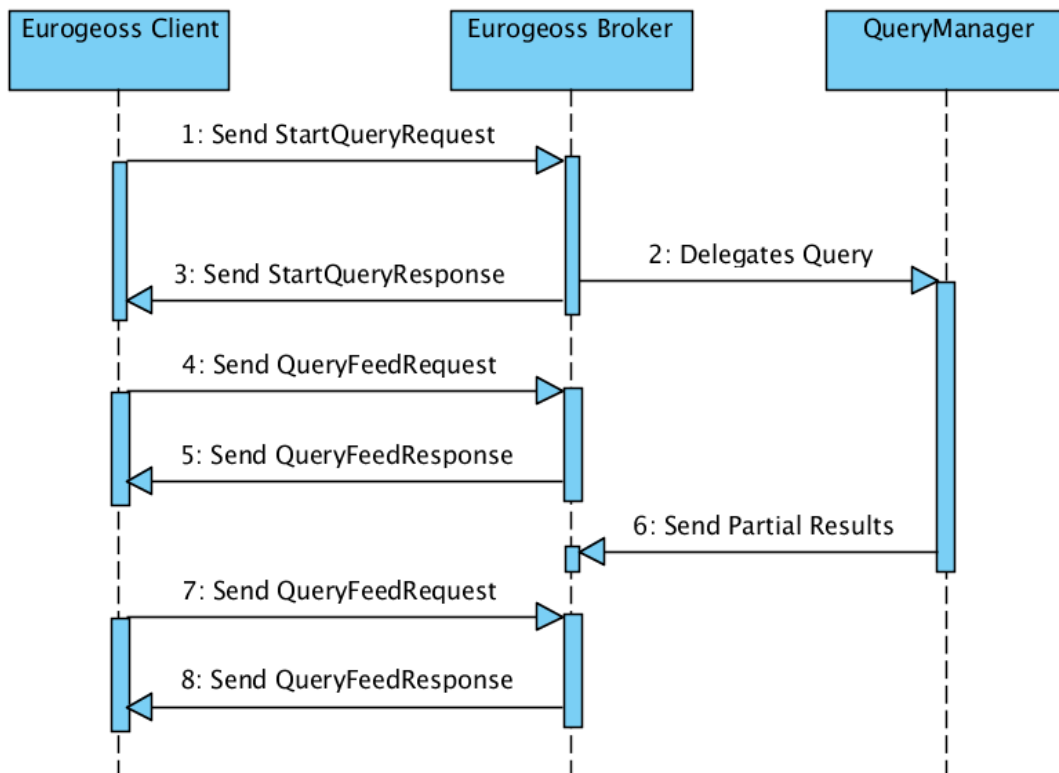 Eurogeoss Client
Eurogeoss Broker
QueryManager
1: Send StartQueryRequest
2: Delegates Query
3: Send StartQueryResponse
4: Send QueryFeedRequest
5: Send QueryFeedResponse
6: Send Partial Results
7: Send QueryFeedRequest
8: Send QueryFeedResponse